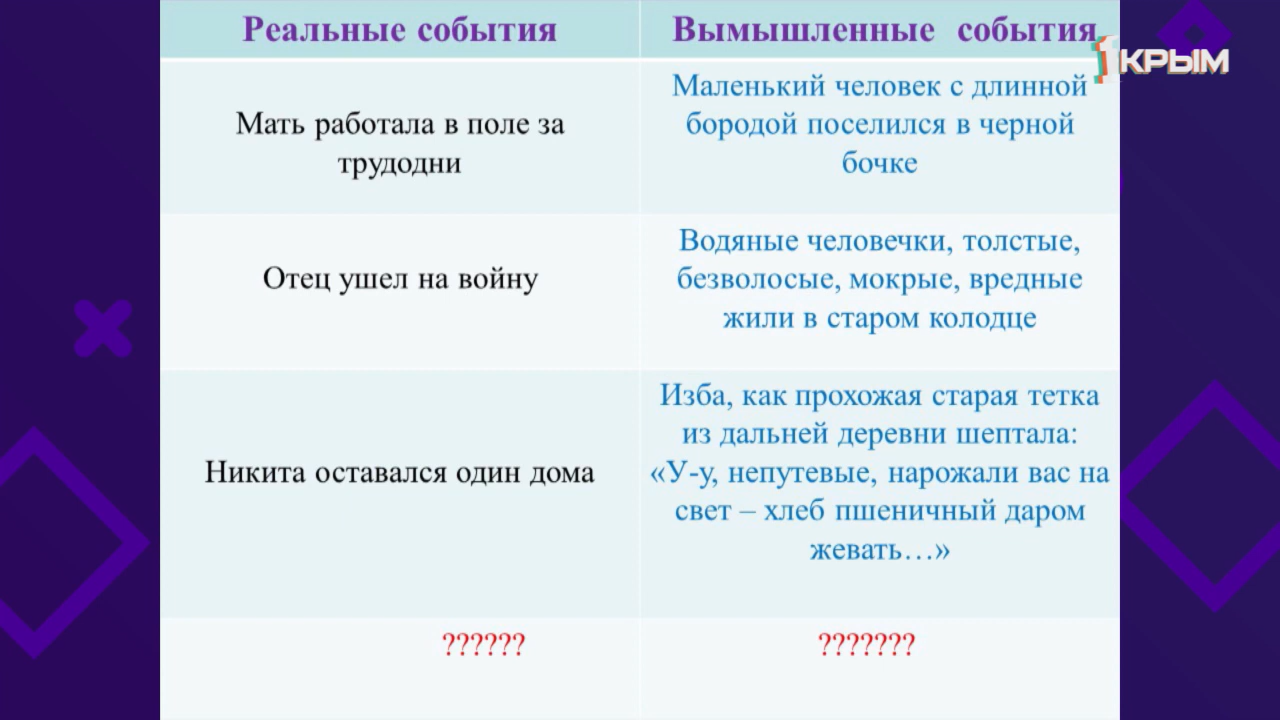 Реальные события
Вымышленные события
1 КРЫМ
Мать работала в поле за
трудодни
Маленький человек с длинной
бородой поселился в черной
бочке
Отец ушел на войну
Водяные человечки, толстые,
безволосые, мокрые, вредные
жили в старом колодце
Никита оставался один дома
Изба, как прохожая старая тетка
из дальней деревни шептала:
«У-у, непутевые, нарожали вас на
свет – хлеб пшеничный даром
жевать…»
??????
???????